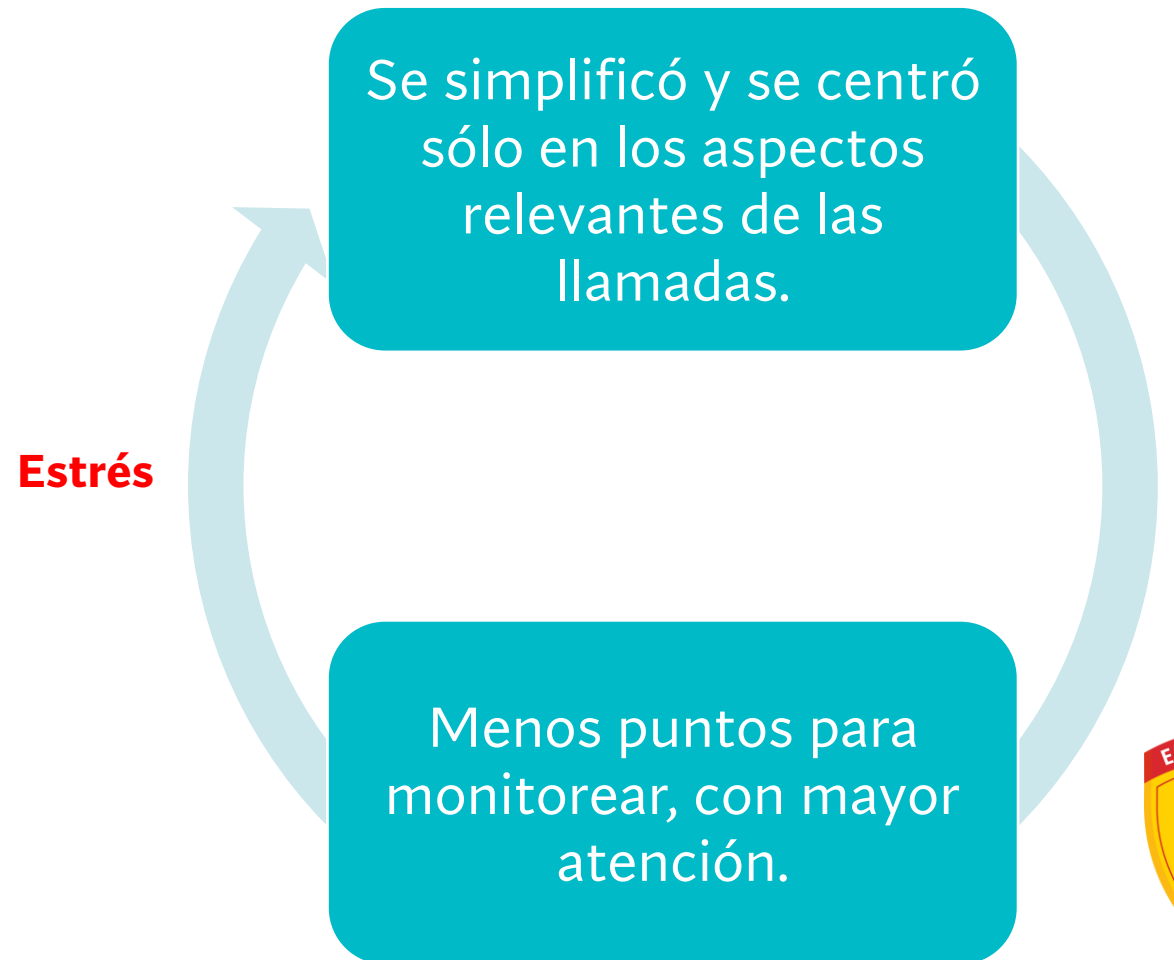 Se simplificó y se centró
sólo en los aspectos
relevantes de las
llamadas.
Estrés
Menos puntos para
monitorear, con mayor
atención.